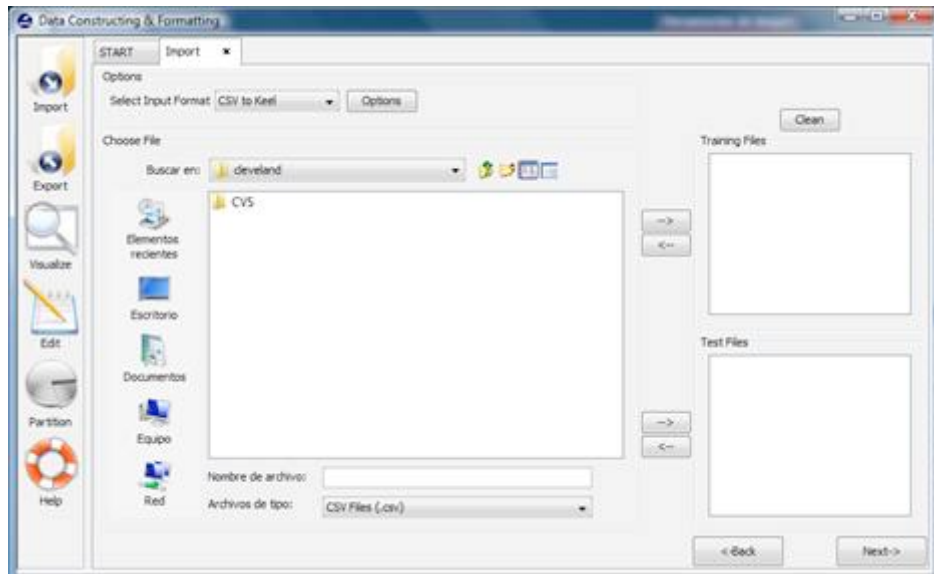 Data Constructing & Formatting
START
Import
Options
Select Input Format
CSV to Keel
Options
Choose File
Buscar en:
develand
CVS
Elementos recientes
Escritorio
Documentos
Equipo
Red
Nombre de archivo:
Archivos de tipo:
CSV Files (.csv)
Import
Export
Visualize
Edit
Partition
Help
-->
<--
-->
<--
Clean
Training Files
Test Files
<-Back
Next->